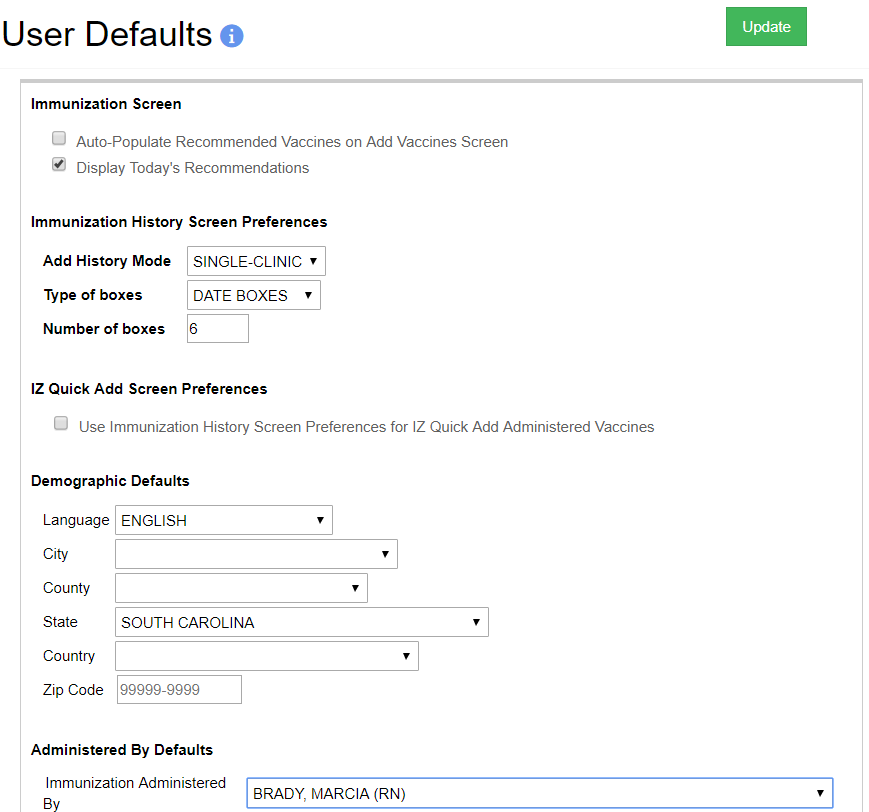 User Defaults i
Update
Immunization Screen
Auto-Populate Recommended Vaccines on Add Vaccines Screen
Display Today's Recommendations
Immunization History Screen Preferences
Add History Mode SINGLE-CLINIC
Type of boxes DATE BOXES
Number of boxes 6
IZ Quick Add Screen Preferences
Use Immunization History Screen Preferences for IZ Quick Add Administered Vaccines
Demographic Defaults
Language ENGLISH
City
County
State SOUTH CAROLINA
Country
Zip Code 99999-9999
Administered By Defaults
Immunization Administered
By BRADY, MARCIA (RN)